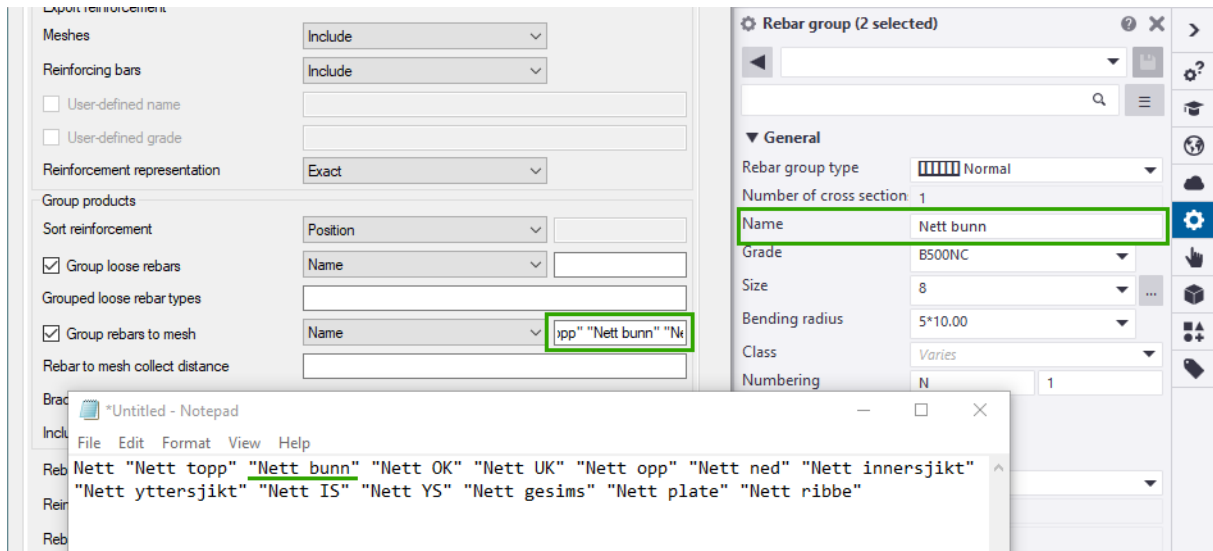 Export reinforcement
Meshes
Include
Reinforcing bars
Include
User-defined name
User-defined grade
Reinforcement representation
Exact
Group products
Sort reinforcement
Position
Group loose rebars
Name
Grouped loose rebar types
Group rebars to mesh
Name
opp" "Nett bunn" "Ne
Rebar to mesh collect distance
*Untitled - Notepad
File Edit Format View Help
Nett "Nett topp" "Nett bunn" "Nett OK" "Nett UK" "Nett opp" "Nett ned" "Nett innersjikt"
"Nett yttersjikt" "Nett IS" "Nett YS" "Nett gesims" "Nett plate" "Nett ribbe"
Rebar group (2 selected)
General
Rebar group type
Normal
Number of cross section
1
Name
Nett bunn
Grade
B500NC
Size
8
...
Bending radius
5*10.00
Class
Varies
Numbering
N
1